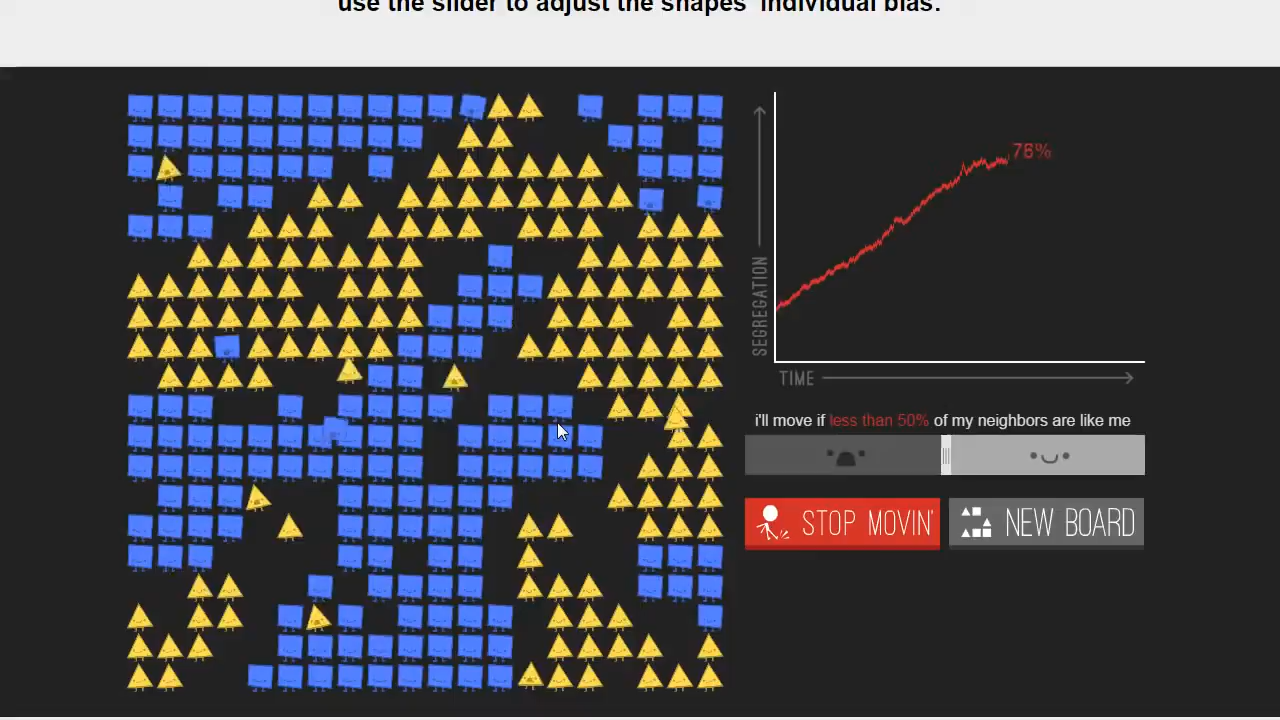 use the slider to adjust the shapes' individual bias:
78%
SEGREGATION
TIME
i'll move if less than 50% of my neighbors are like me
STOP MOVIN'
NEW BOARD